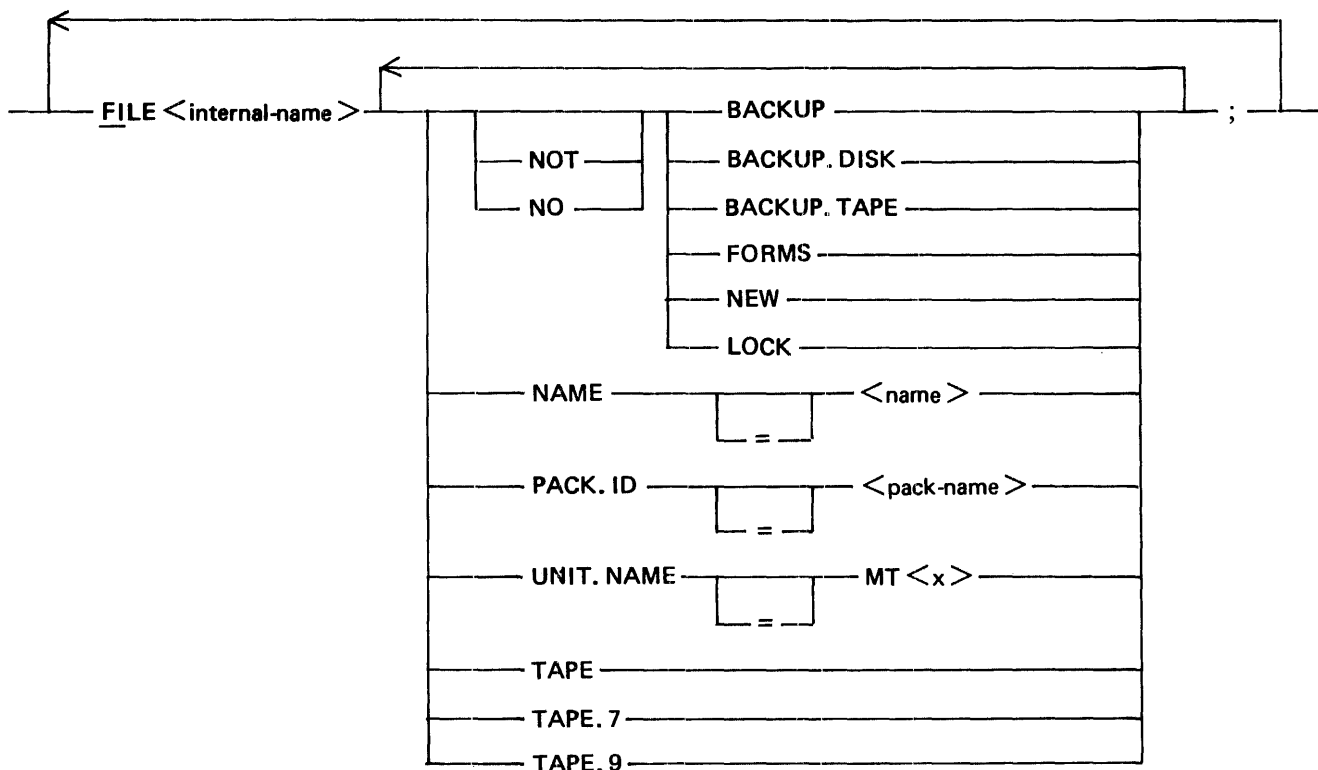 FILE <internal-name> BACKUP ;
NOT BACKUP. DISK
NO BACKUP. TAPE
FORMS
NEW
LOCK
NAME <name>
=
PACK. ID <pack-name>
=
UNIT. NAME MT <x>
=
TAPE
TAPE. 7
TAPE. 9